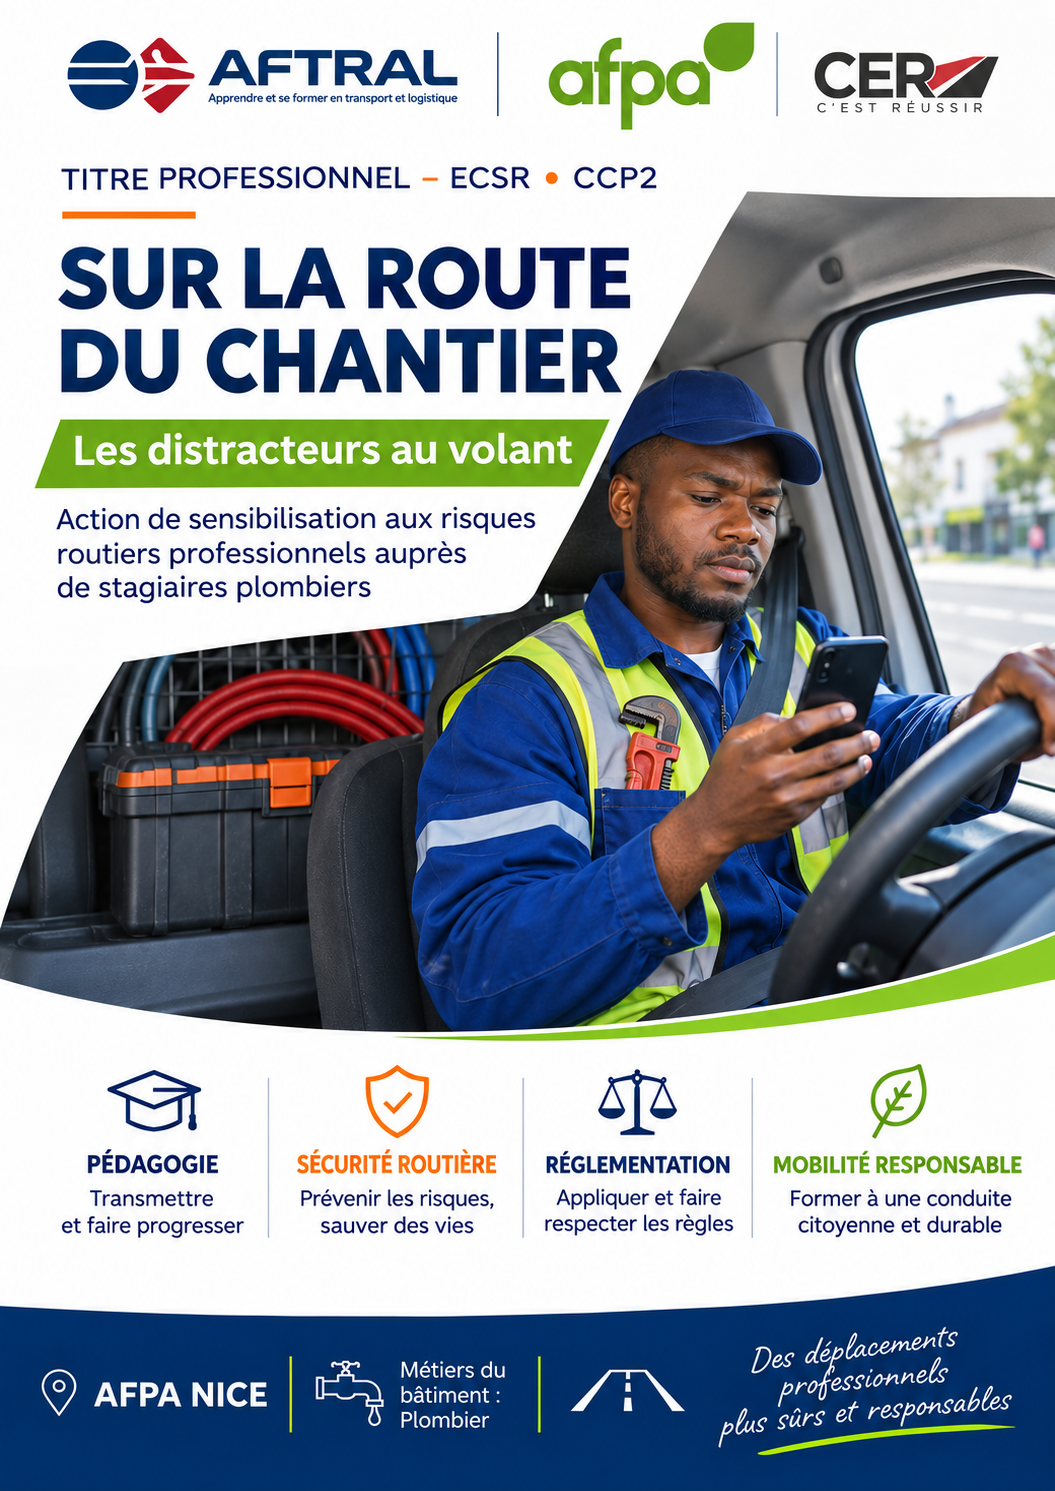 AFTRAL
Apprendre et se former en transport et logistique
afpa
CER
C'EST RÉUSSIR
TITRE PROFESSIONNEL – ECSR • CCP2
SUR LA ROUTE
DU CHANTIER
Les distracteurs au volant
Action de sensibilisation aux risques
routiers professionnels auprès
de stagiaires plombiers
PÉDAGOGIE
Transmettre
et faire progresser
SÉCURITÉ ROUTIÈRE
Prévenir les risques,
sauver des vies
RÉGLEMENTATION
Appliquer et faire
respecter les règles
MOBILITÉ RESPONSABLE
Former à une conduite
citoyenne et durable
AFPA NICE
Métiers du
bâtiment :
Plombier
Des déplacements
professionnels
plus sûrs et responsables